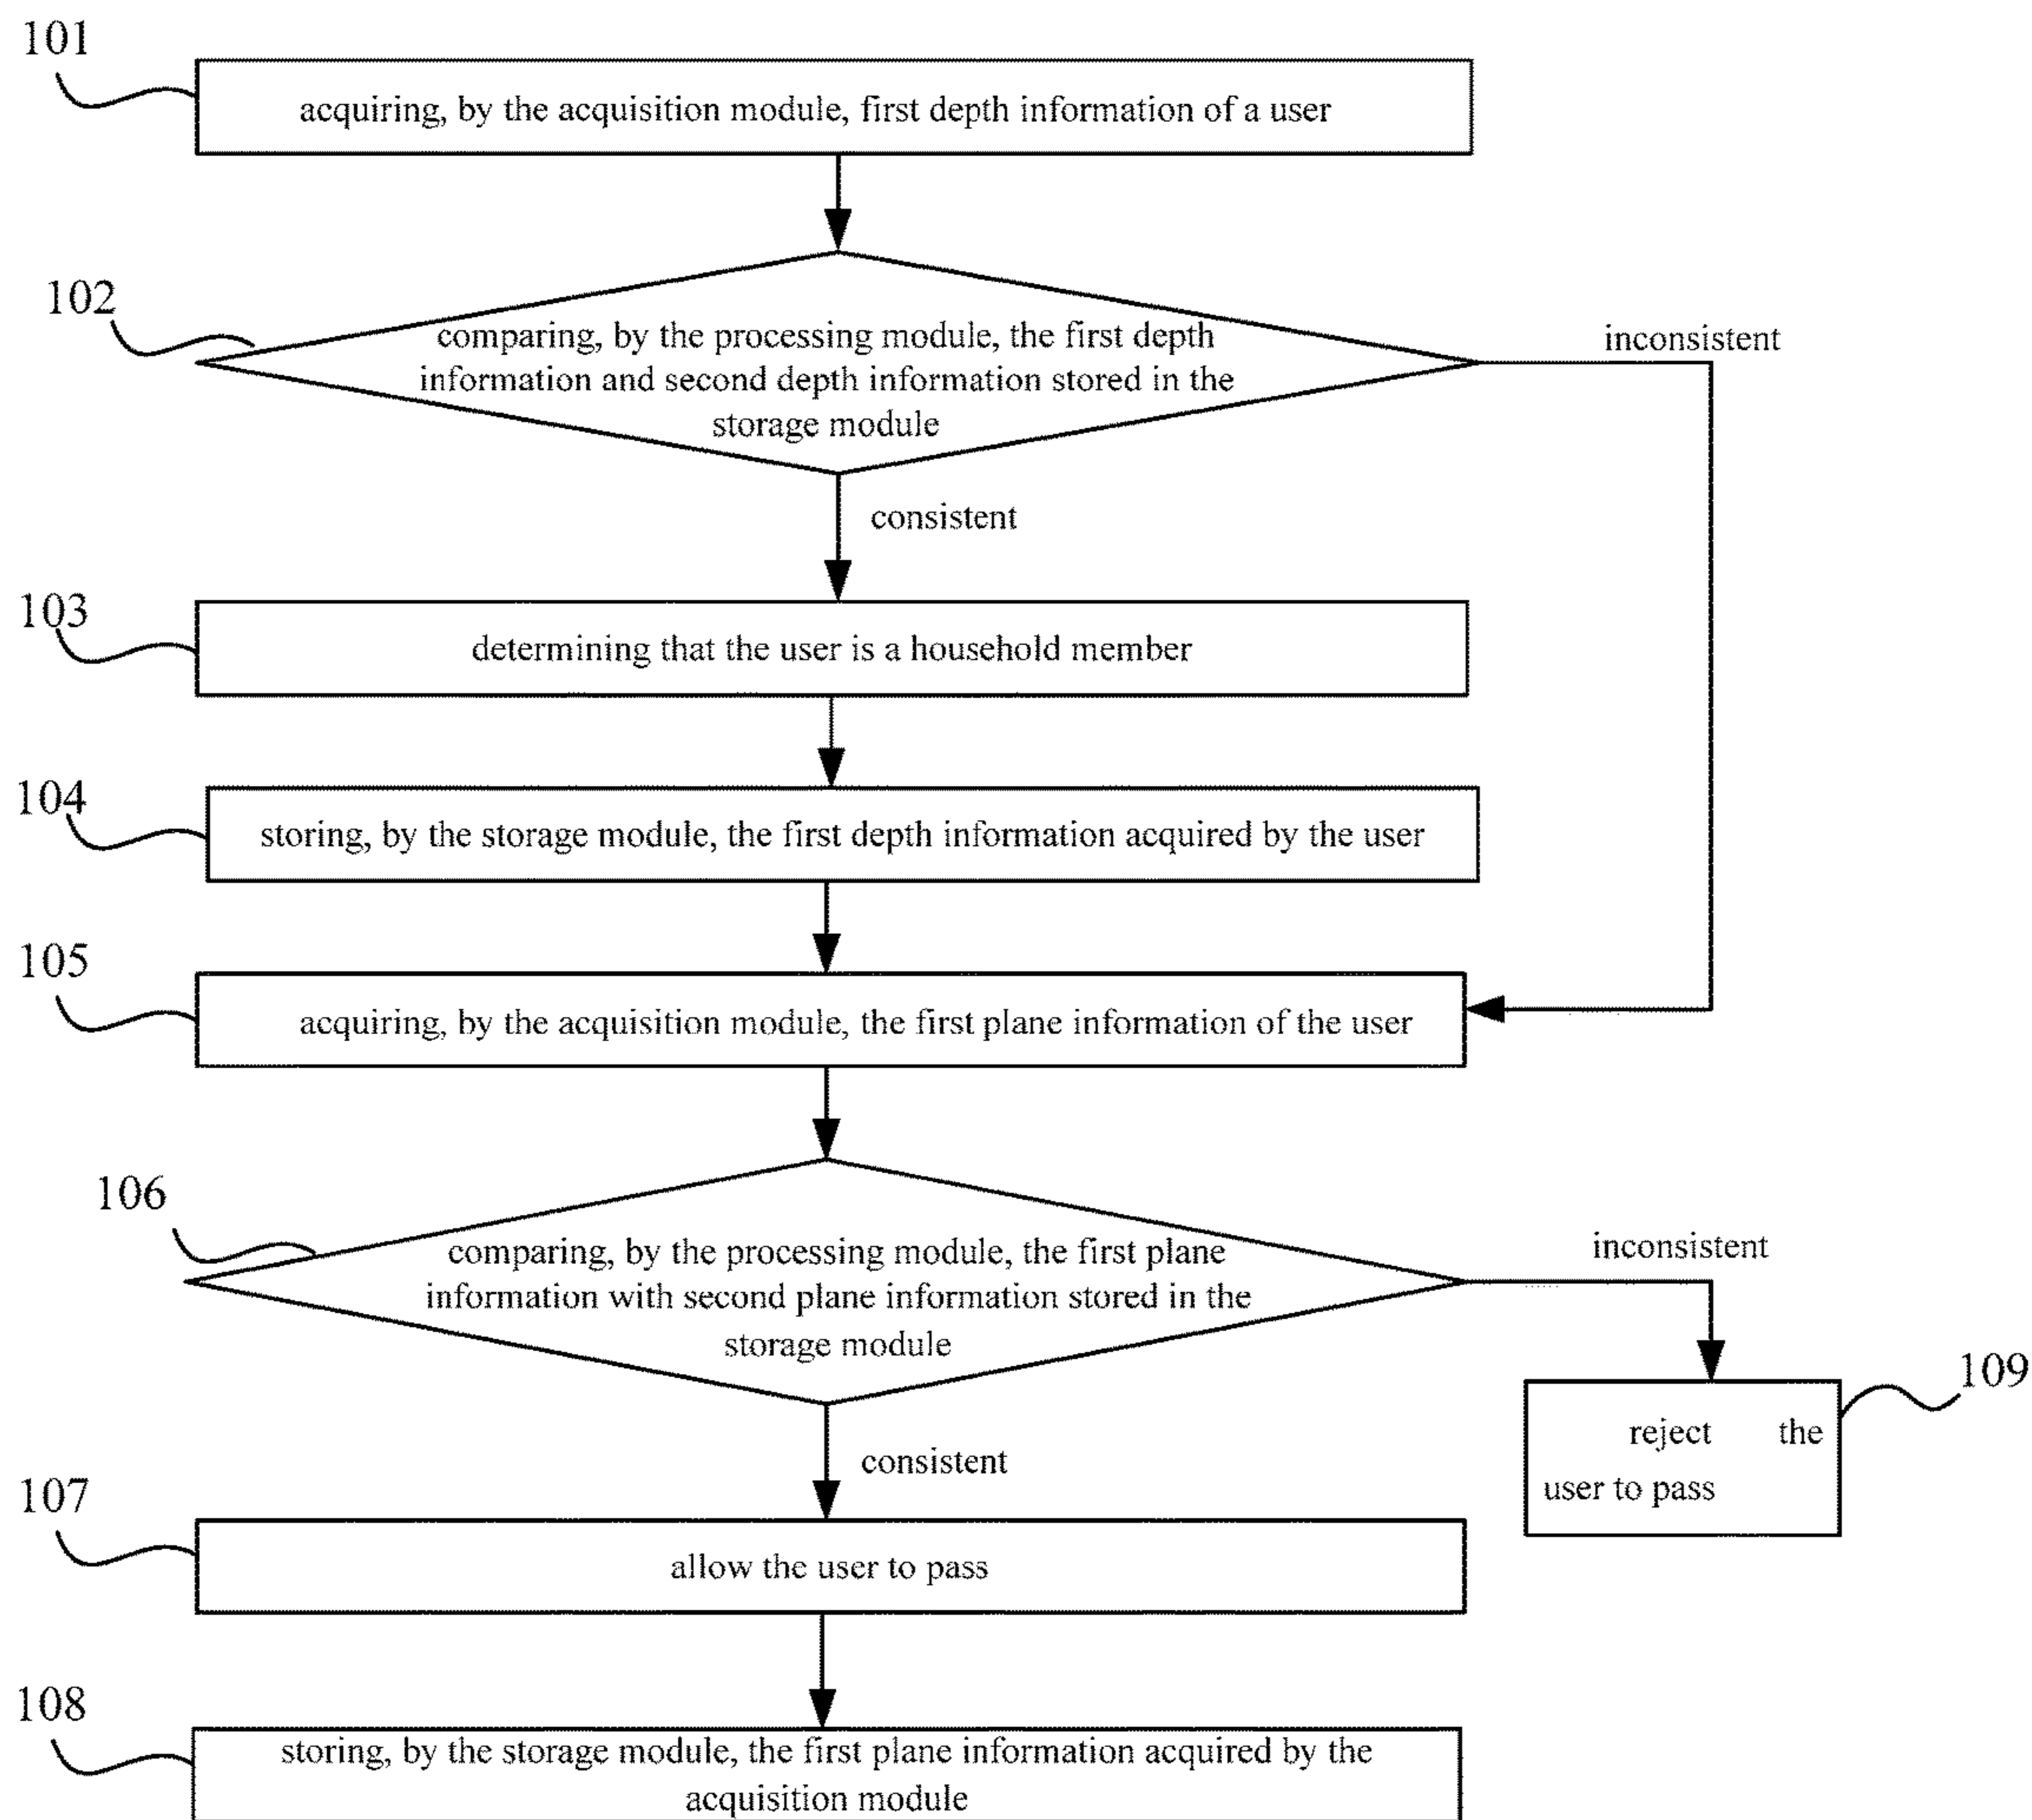 101
acquiring, by the acquisition module, first depth information of a user
102
comparing, by the processing module, the first depth
information and second depth information stored in the
storage module
inconsistent
consistent
103
determining that the user is a household member
104
storing, by the storage module, the first depth information acquired by the user
105
acquiring, by the acquisition module, the first plane information of the user
106
comparing, by the processing module, the first plane
information with second plane information stored in the
storage module
inconsistent
109
reject the
user to pass
consistent
107
allow the user to pass
108
storing, by the storage module, the first plane information acquired by the
acquisition module